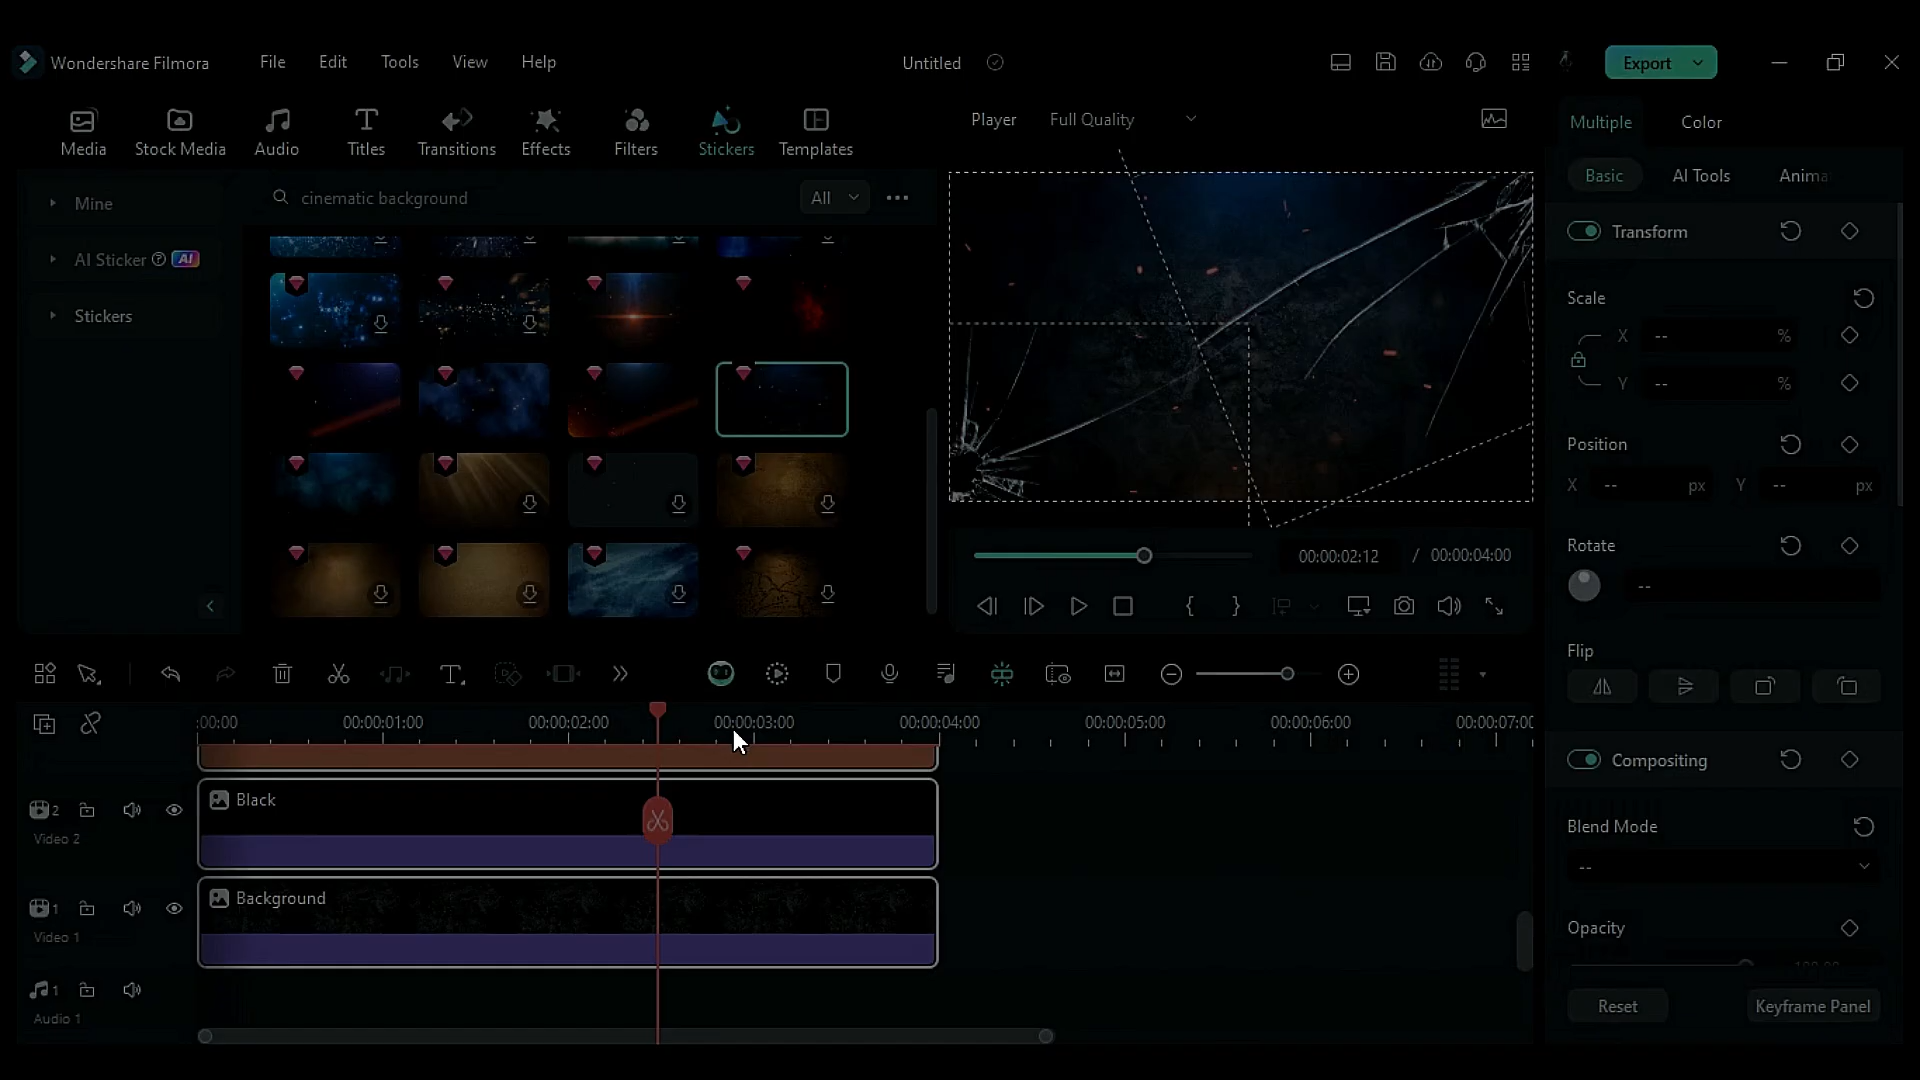 Wondershare Filmora
File
Edit
Tools
View
Help
Untitled
Export
Media
Stock Media
Audio
Titles
Transitions
Effects
Filters
Stickers
Templates
Player
Full Quality
Multiple
Color
Mine
AI Sticker
AI
Stickers
cinematic background
All
Basic
AI Tools
Anima
Transform
Scale
X
--
%
Y
--
%
Position
X
--
px
Y
--
px
Rotate
--
Flip
00:00:02:12
/
00:00:04:00
:00:00
00:00:01:00
00:00:02:00
00:00:03:00
00:00:04:00
00:00:05:00
00:00:06:00
00:00:07:00
Compositing
Blend Mode
--
Opacity
100.00
Reset
Keyframe Panel
2
Video 2
Black
1
Video 1
Background
1
Audio 1